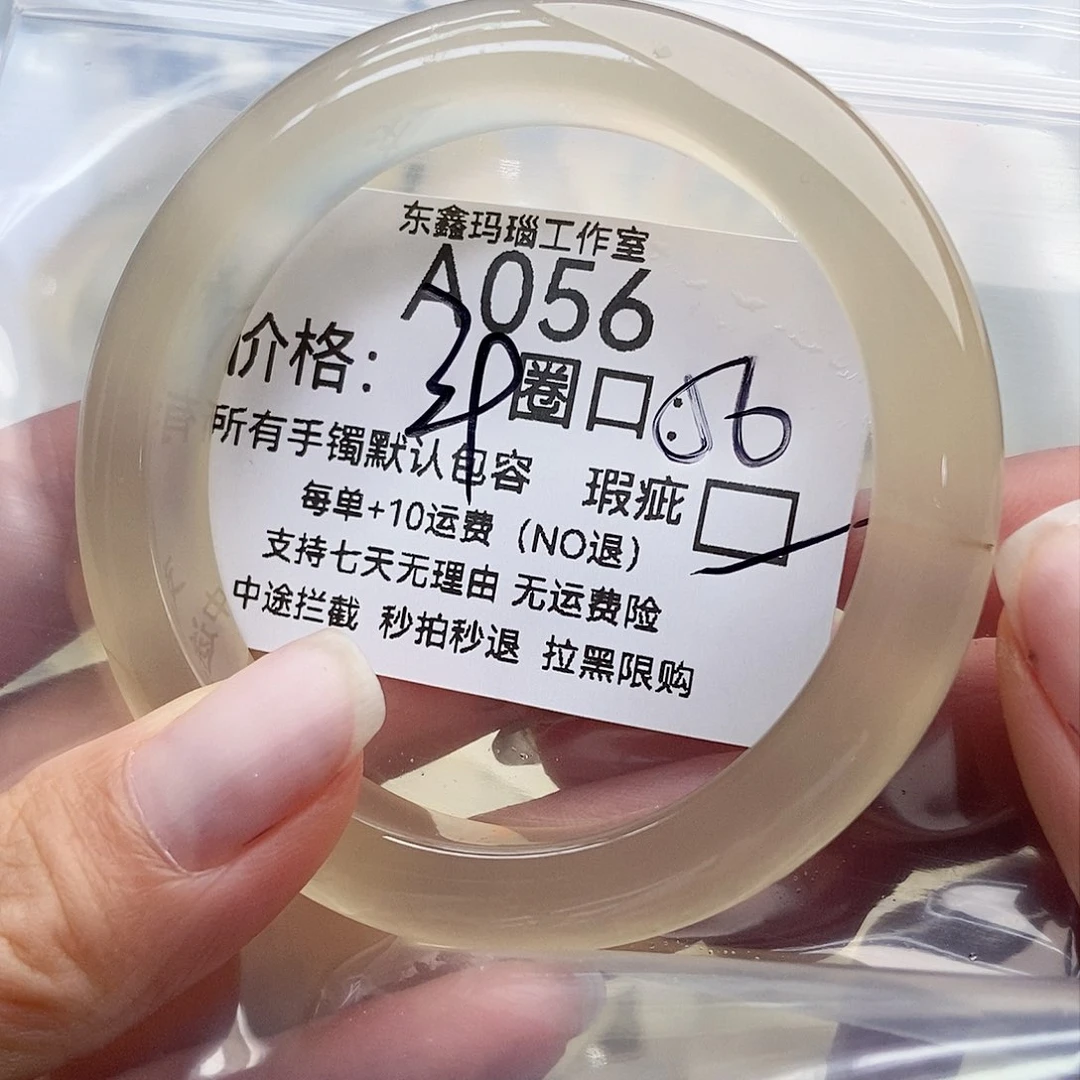 东鑫玛瑙工作室
A056
价格: 圈口: 56
所有手镯默认包容 瑕疵
每单+10运费（NO退）
支持七天无理由 无运费险
中途拦截 秒拍秒退 拉黑限购